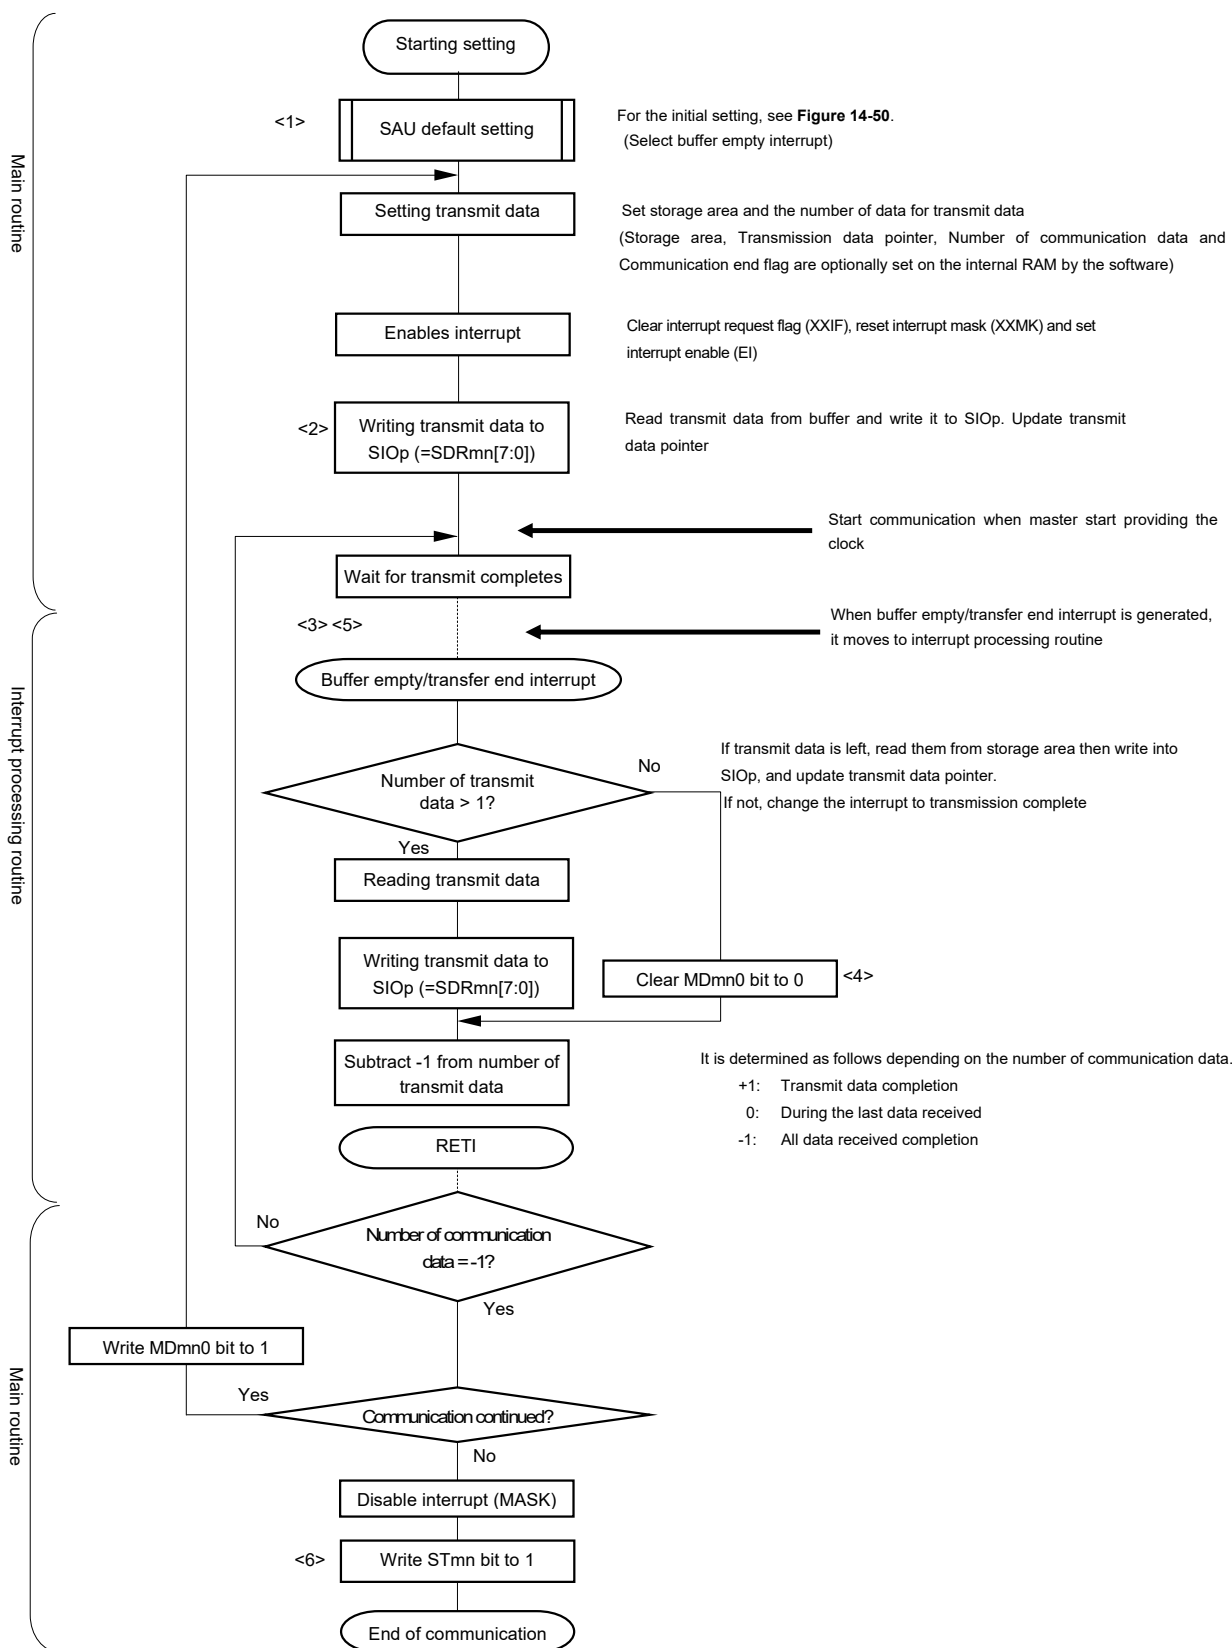 Starting setting
<1>
SAU default setting
For the initial setting, see Figure 14-50.
(Select buffer empty interrupt)
Main routine
Setting transmit data
Set storage area and the number of data for transmit data
(Storage area, Transmission data pointer, Number of communication data and
Communication end flag are optionally set on the internal RAM by the software)
Enables interrupt
Clear interrupt request flag (XXIF), reset interrupt mask (XXMK) and set
interrupt enable (EI)
<2>
Writing transmit data to
SIOp (=SDRmn[7:0])
Read transmit data from buffer and write it to SIOp. Update transmit
data pointer
Start communication when master start providing the
clock
Wait for transmit completes
<3> <5>
When buffer empty/transfer end interrupt is generated,
it moves to interrupt processing routine
Buffer empty/transfer end interrupt
Interrupt processing routine
Number of transmit
data > 1?
No
If transmit data is left, read them from storage area then write into
SIOp, and update transmit data pointer.
If not, change the interrupt to transmission complete
Yes
Reading transmit data
Writing transmit data to
SIOp (=SDRmn[7:0])
Clear MDmn0 bit to 0
<4>
Subtract -1 from number of
transmit data
It is determined as follows depending on the number of communication data.
+1: Transmit data completion
0: During the last data received
-1: All data received completion
RETI
No
Number of communication
data = -1?
Yes
Write MDmn0 bit to 1
Main routine
Yes
Communication continued?
No
Disable interrupt (MASK)
<6>
Write STmn bit to 1
End of communication